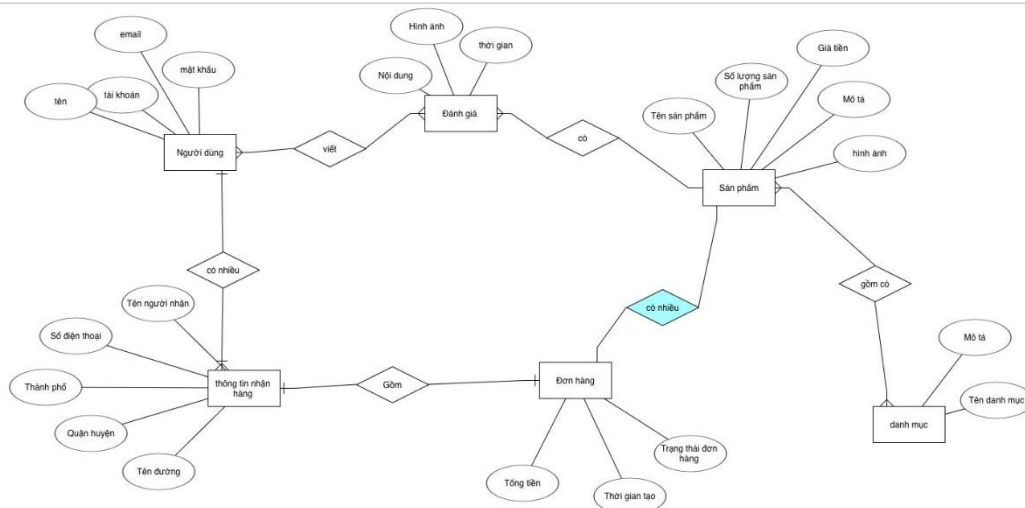 email
Hình ảnh
thời gian
mật khẩu
Nội dung
tên
tài khoản
Đánh giá
Người dùng
viết
có
Giá tiền
Số lượng sản
phẩm
Mô tả
Tên sản phẩm
hình ảnh
Sản phẩm
có nhiều
Tên người nhận
có nhiều
gồm có
Số điện thoại
Mô tả
Thành phố
thông tin nhận
hàng
Gồm
Đơn hàng
Tên danh mục
danh mục
Quận huyện
Trạng thái đơn
hàng
Tên đường
Tổng tiền
Thời gian tạo